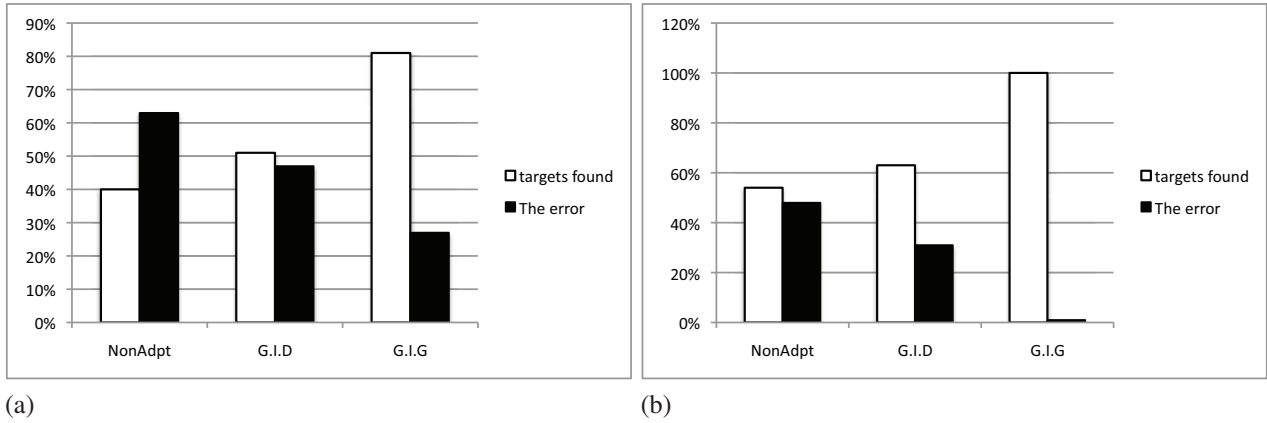 90%
80%
70%
60%
50%
40%
30%
20%
10%
0%
NonAdpt G.I.D G.I.G
targets found
The error
(a)
120%
100%
80%
60%
40%
20%
0%
NonAdpt G.I.D G.I.G
targets found
The error
(b)